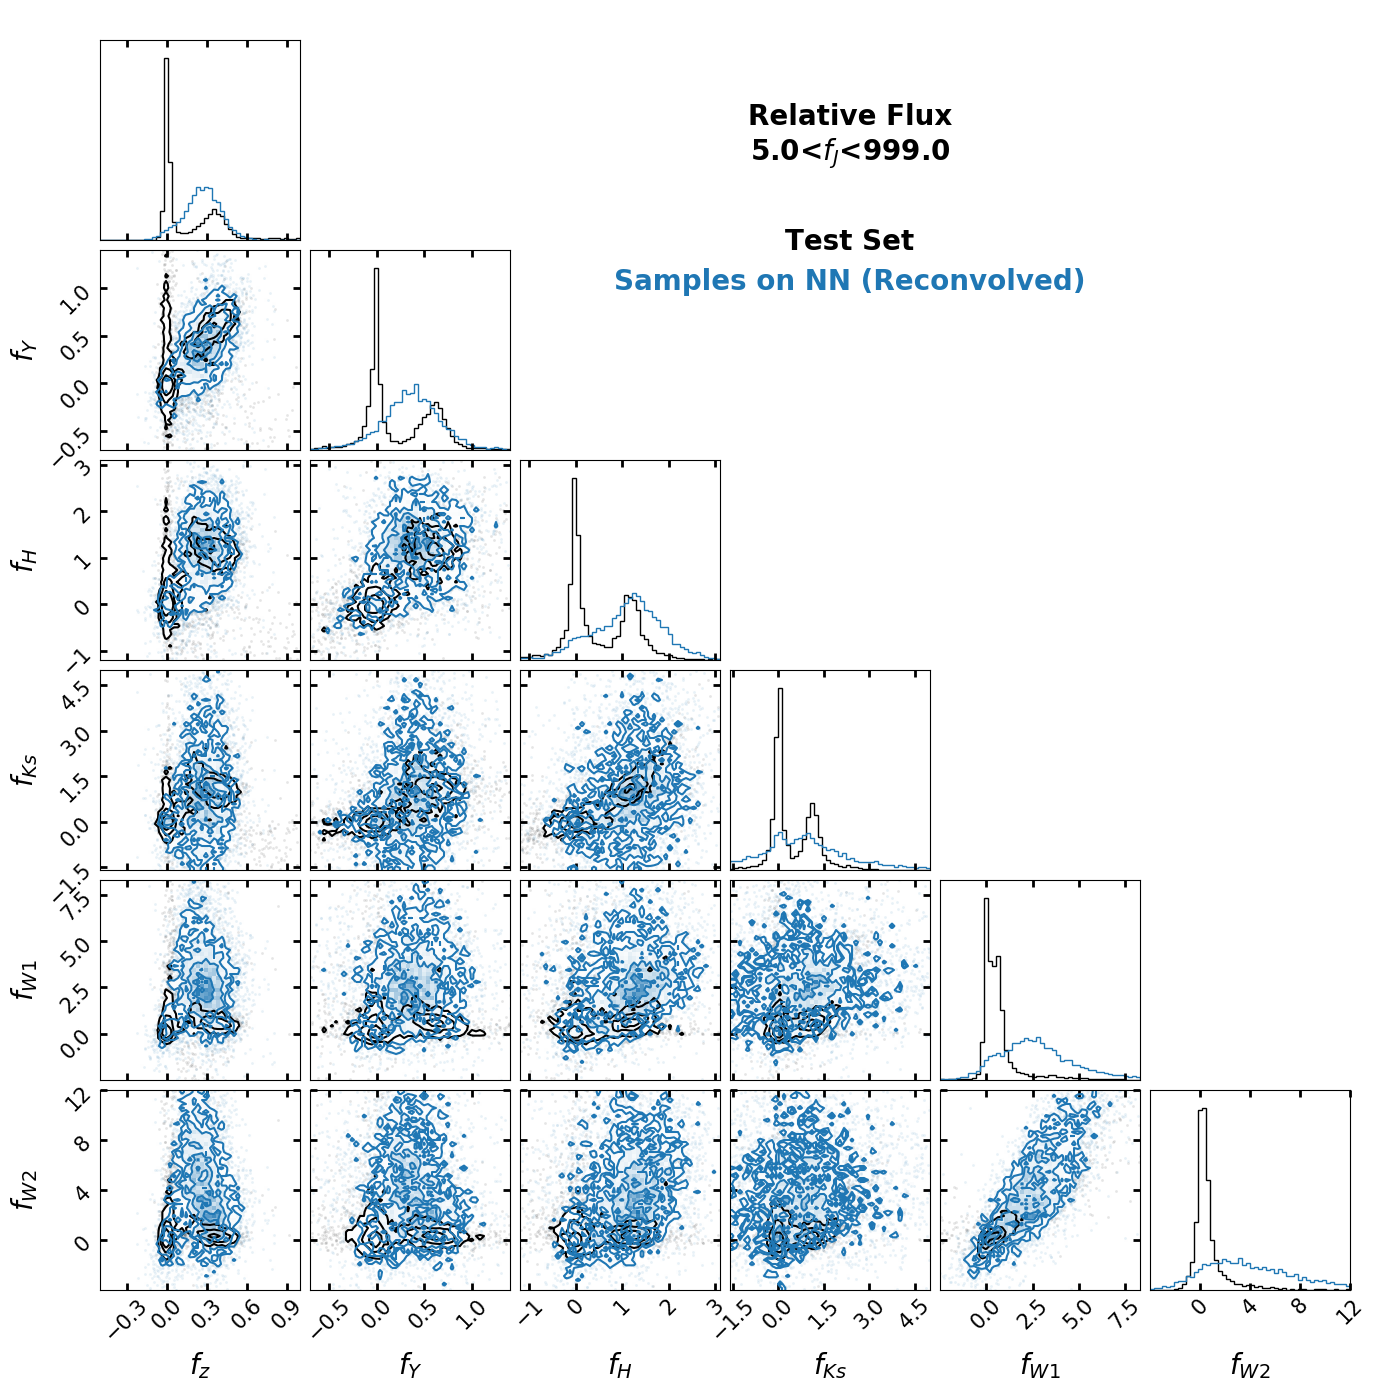 Relative Flux
5.0<f_J<999.0
Test Set
Samples on NN (Reconvolved)
f_Y
1.0
0.5
0.0
−0.5
f_H
3
2
1
0
−1
f_Ks
4.5
3.0
1.5
0.0
−1.5
f_W1
7.5
5.0
2.5
0.0
f_W2
12
8
4
0
−0.3 0.0 0.3 0.6 0.9
−0.5 0.0 0.5 1.0
−1 0 1 2 3
−1.5 0.0 1.5 3.0 4.5
0.0 2.5 5.0 7.5
0 4 8 12
f_z f_Y f_H f_Ks f_W1 f_W2